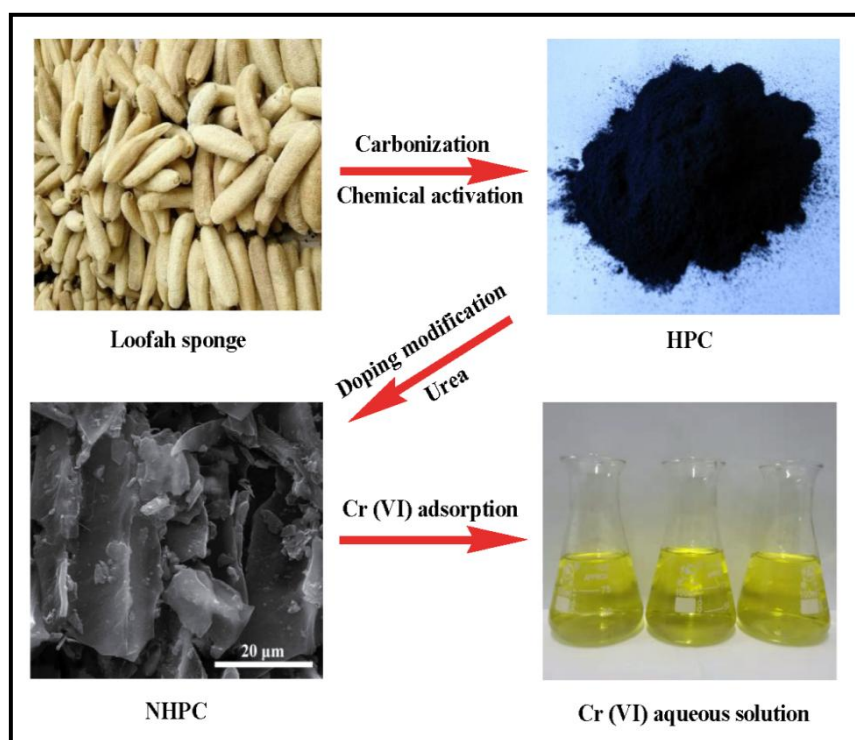 Carbonization
Chemical activation
Loofah sponge
HPC
Doping modification
Urea
Cr (VI) adsorption
20 µm
NHPC
Cr (VI) aqueous solution